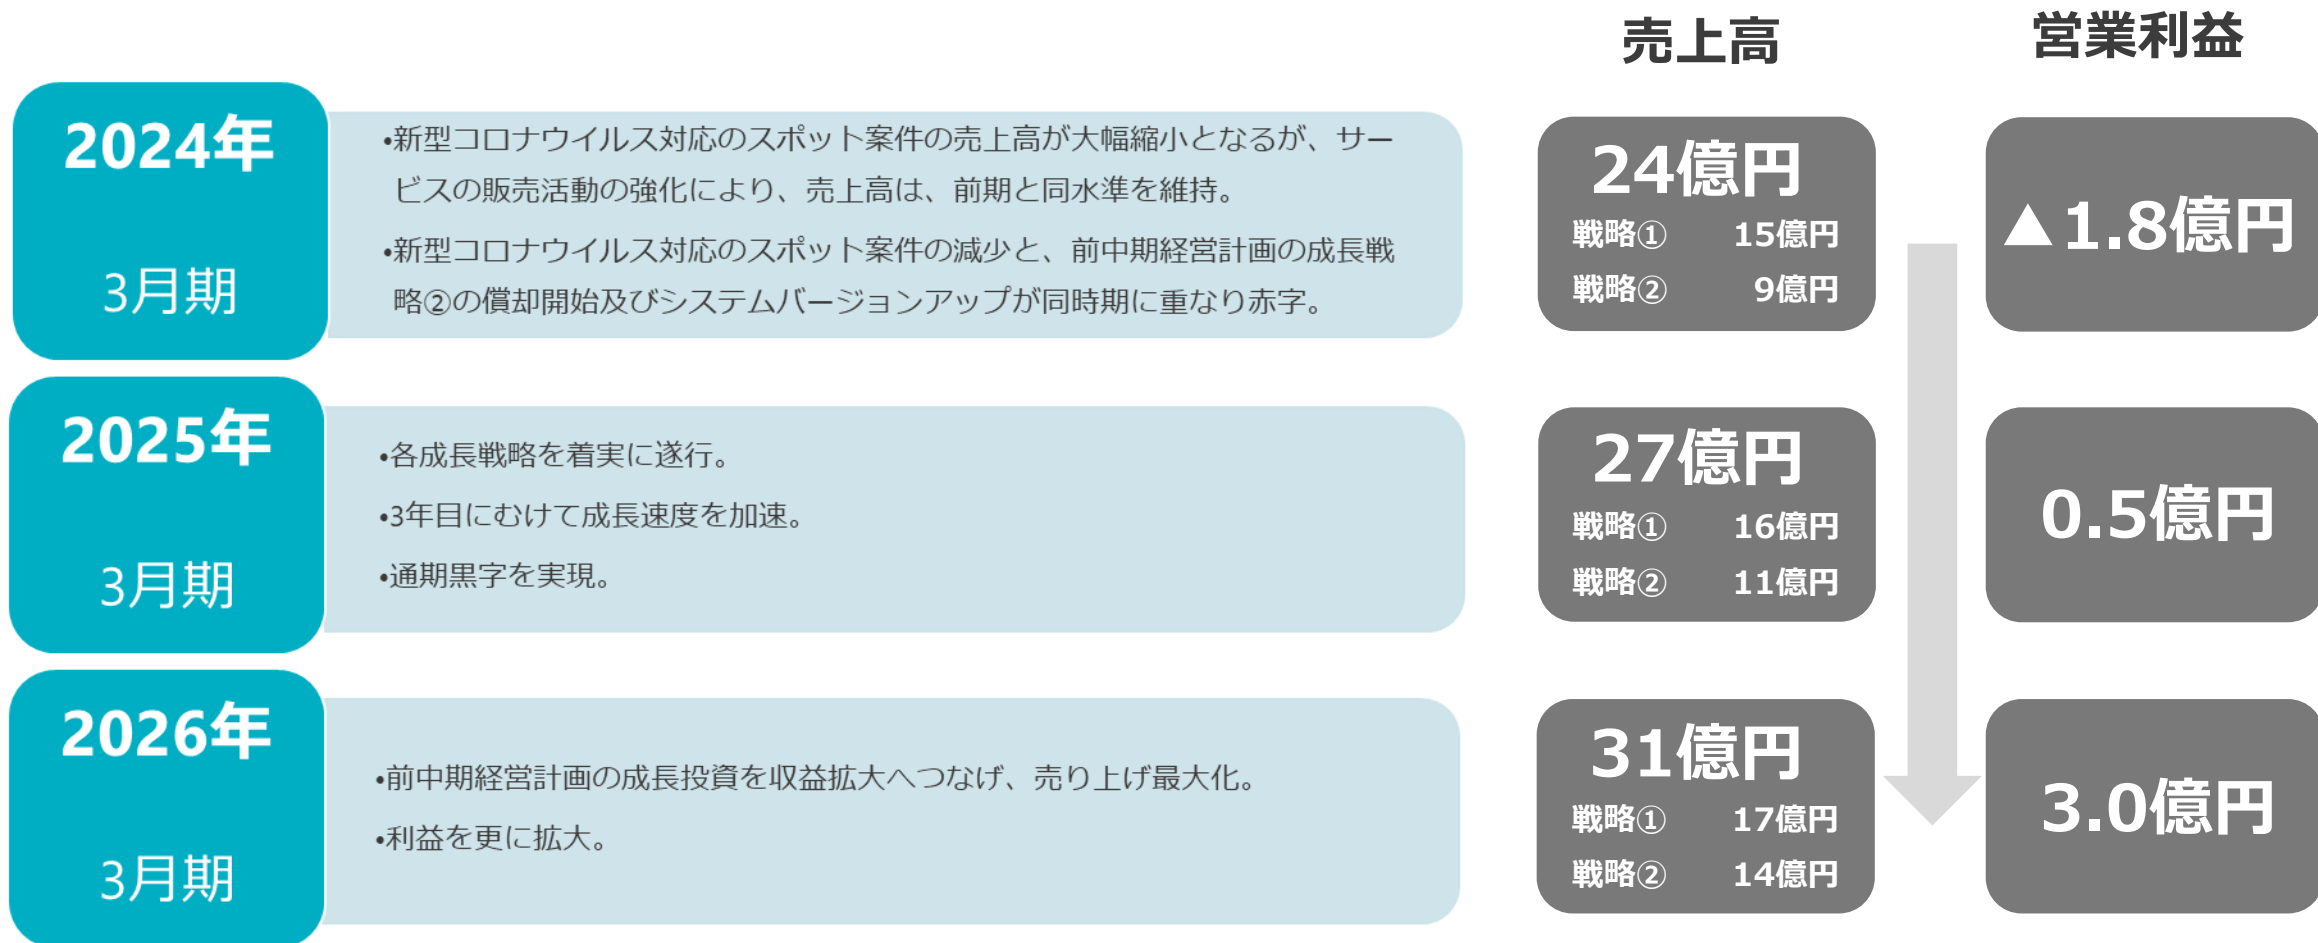 売上高
営業利益
2024年
3月期
•新型コロナウイルス対応のスポット案件の売上高が大幅縮小となるが、サー
ビスの販売活動の強化により、売上高は、前期と同水準を維持。
•新型コロナウイルス対応のスポット案件の減少と、前中期経営計画の成長戦
略②の償却開始及びシステムバージョンアップが同時期に重なり赤字。
24億円
戦略① 15億円
戦略② 9億円
▲1.8億円
2025年
3月期
•各成長戦略を着実に遂行。
•3年目にむけて成長速度を加速。
•通期黒字を実現。
27億円
戦略① 16億円
戦略② 11億円
0.5億円
2026年
3月期
•前中期経営計画の成長投資を収益拡大へつなげ、売り上げ最大化。
•利益を更に拡大。
31億円
戦略① 17億円
戦略② 14億円
3.0億円